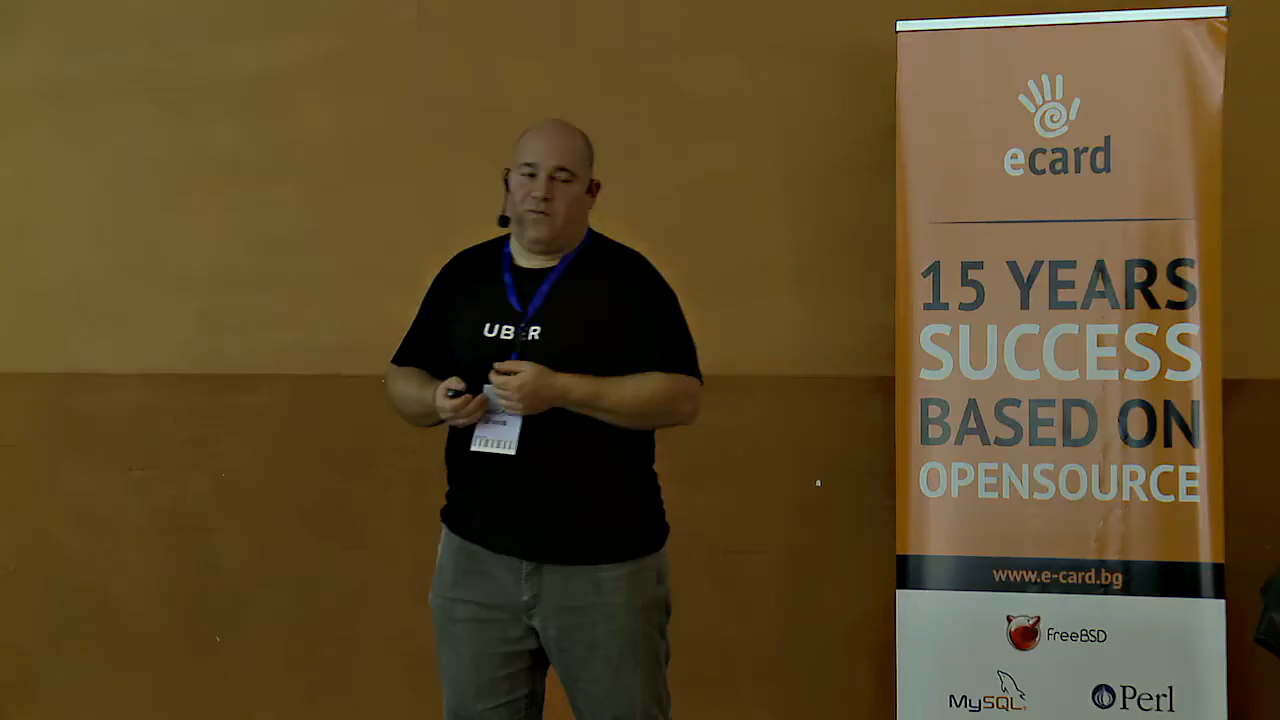 UBER
ecard
15 YEARS
SUCCESS
BASED ON
OPENSOURCE
www.e-card.bg
FreeBSD
MySQL
Perl